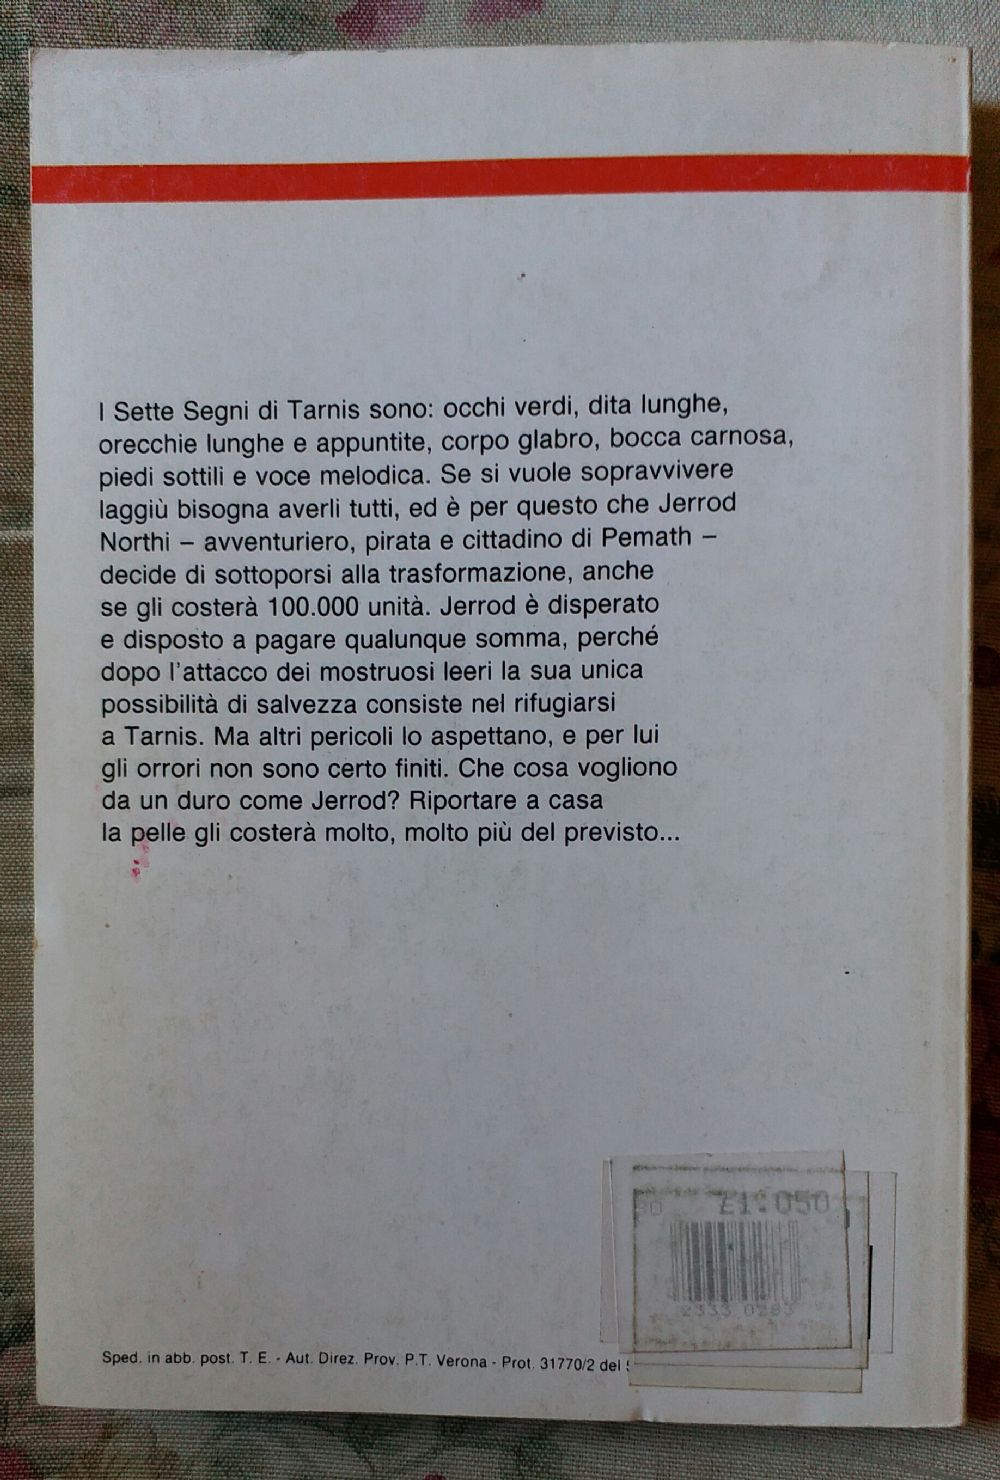 I Sette Segni di Tarnis sono: occhi verdi, dita lunghe,
orecchie lunghe e appuntite, corpo glabro, bocca carnosa,
piedi sottili e voce melodica. Se si vuole sopravvivere
laggiù bisogna averli tutti, ed è per questo che Jerrod
Northi – avventuriero, pirata e cittadino di Pemath –
decide di sottoporsi alla trasformazione, anche
se gli costerà 100.000 unità. Jerrod è disperato
e disposto a pagare qualunque somma, perché
dopo l'attacco dei mostruosi leeri la sua unica
possibilità di salvezza consiste nel rifugiarsi
a Tarnis. Ma altri pericoli lo aspettano, e per lui
gli orrori non sono certo finiti. Che cosa vogliono
da un duro come Jerrod? Riportare a casa
la pelle gli costerà molto, molto più del previsto...
£1.050
2333 0283
Sped. in abb. post. T. E. - Aut. Direz. Prov. P.T. Verona - Prot. 31770/2 del